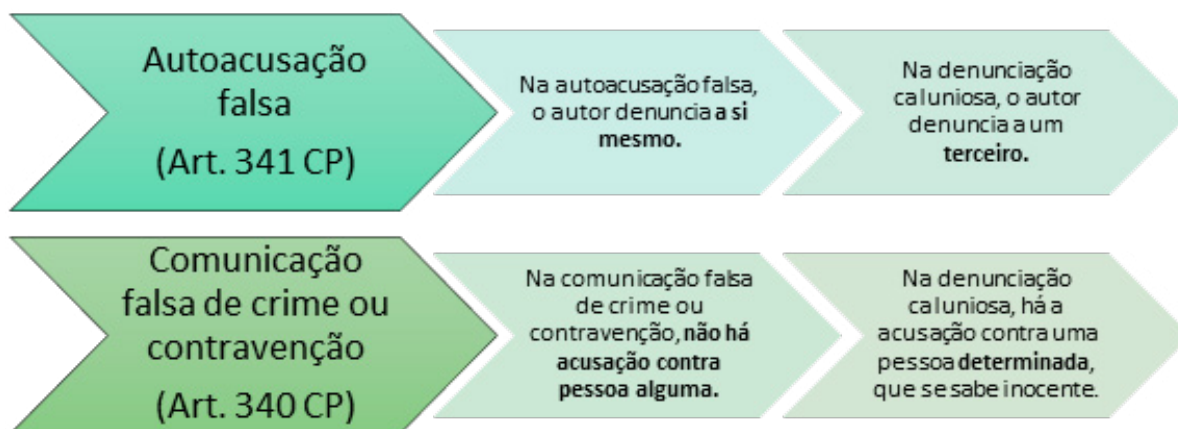 Autoacusação
falsa
(Art. 341 CP)
Na autoacusação falsa,
o autor denuncia a si
mesmo.
Na denunciação
caluniosa, o autor
denuncia a um
terceiro.
Comunicação
falsa de crime ou
contravenção
(Art. 340 CP)
Na comunicação falsa
de crime ou
contravenção, não há
acusação contra
pessoa alguma.
Na denunciação
caluniosa, há a
acusação contra uma
pessoa determinada,
que se sabe inocente.